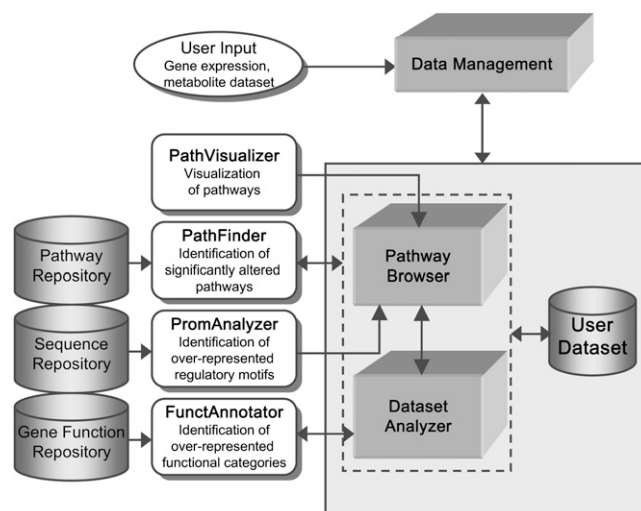 User Input
Gene expression,
metabolite dataset
Data Management
PathVisualizer
Visualization
of pathways
Pathway
Repository
PathFinder
Identification of
significantly altered
pathways
Pathway
Browser
Sequence
Repository
PromAnalyzer
Identification of
over-represented
regulatory motifs
User
Dataset
Gene Function
Repository
FunctAnnotator
Identification of
over-represented
functional categories
Dataset
Analyzer